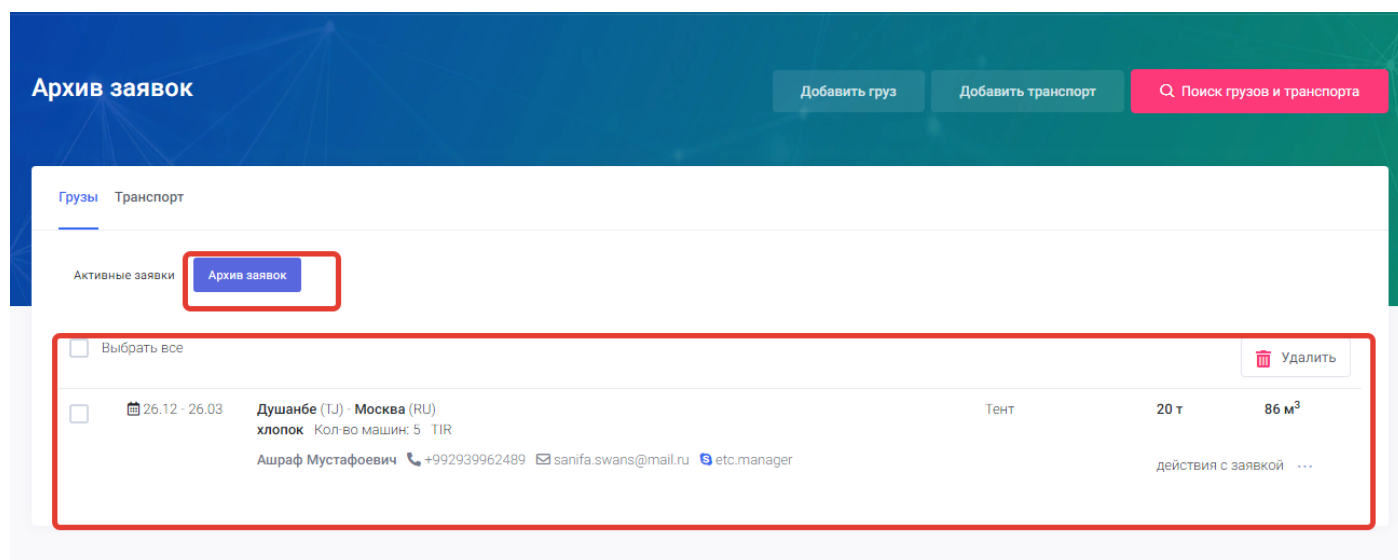 Архив заявок
Добавить груз
Добавить транспорт
Поиск грузов и транспорта
Грузы Транспорт
Активные заявки Архив заявок
Выбрать все
Удалить
26.12 - 26.03 Душанбе (TJ) - Москва (RU) Тент 20 т 86 м³
хлопок Кол-во машин: 5 TIR
Ашраф Мустафоевич +992939962489 sanifa.swans@mail.ru etc.manager
действия с заявкой ...